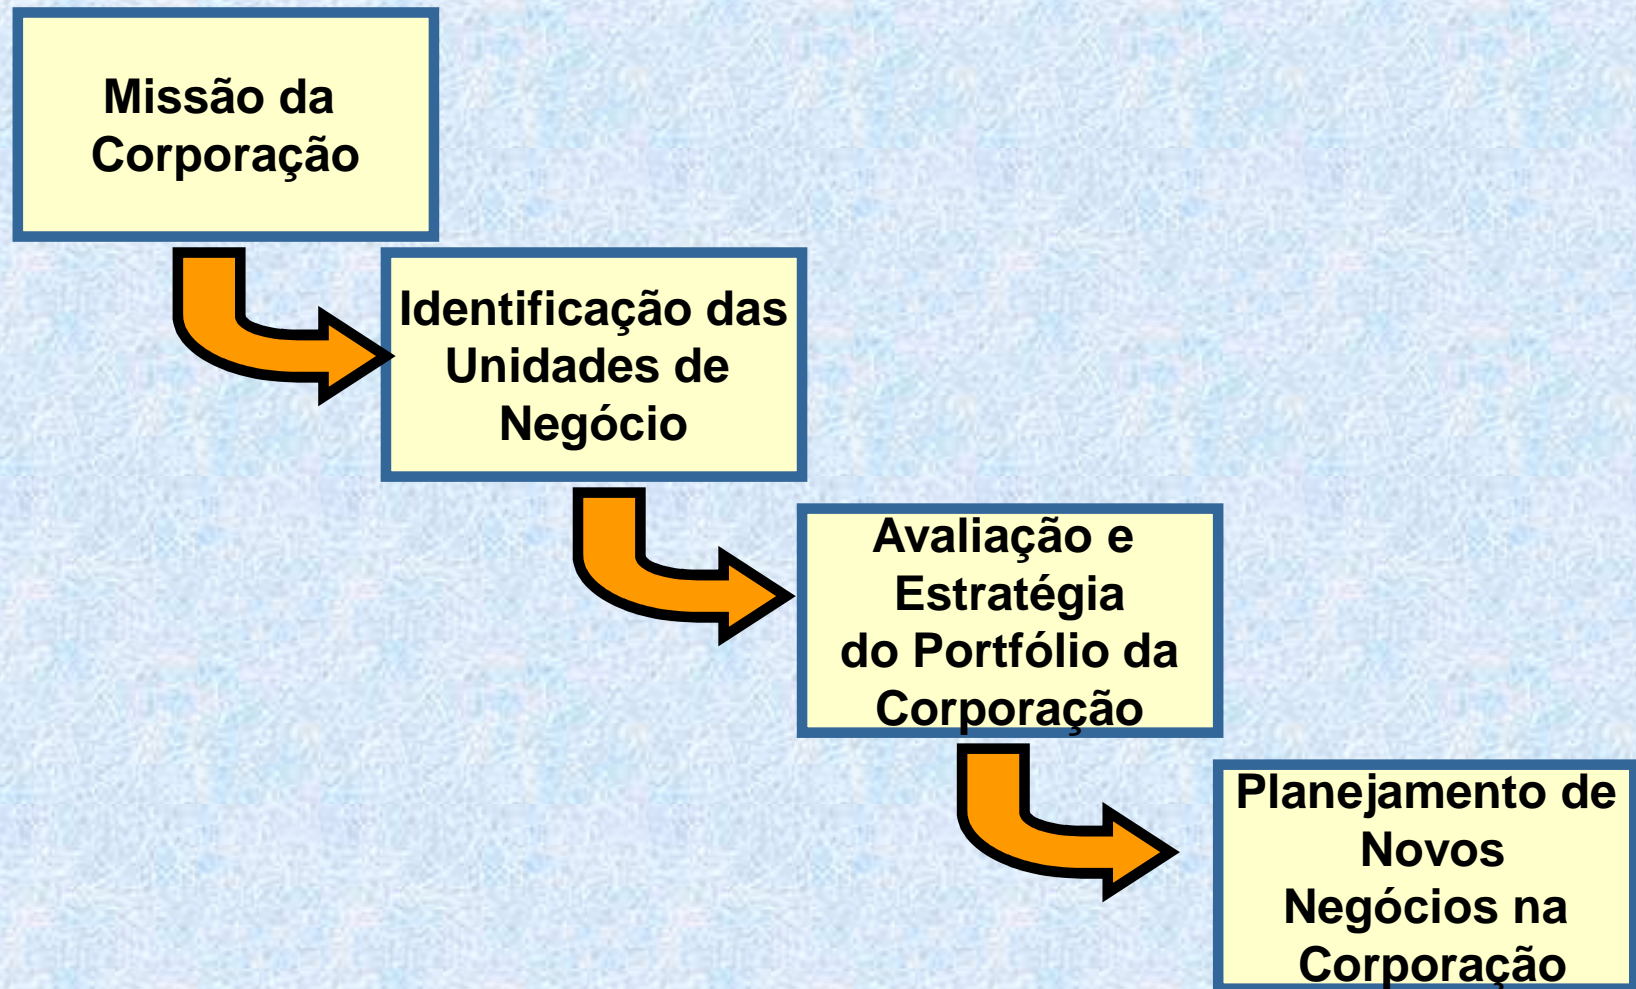 Missão da
Corporação
Identificação das
Unidades de
Negócio
Avaliação e
Estratégia
do Portfólio da
Corporação
Planejamento de
Novos
Negócios na
Corporação